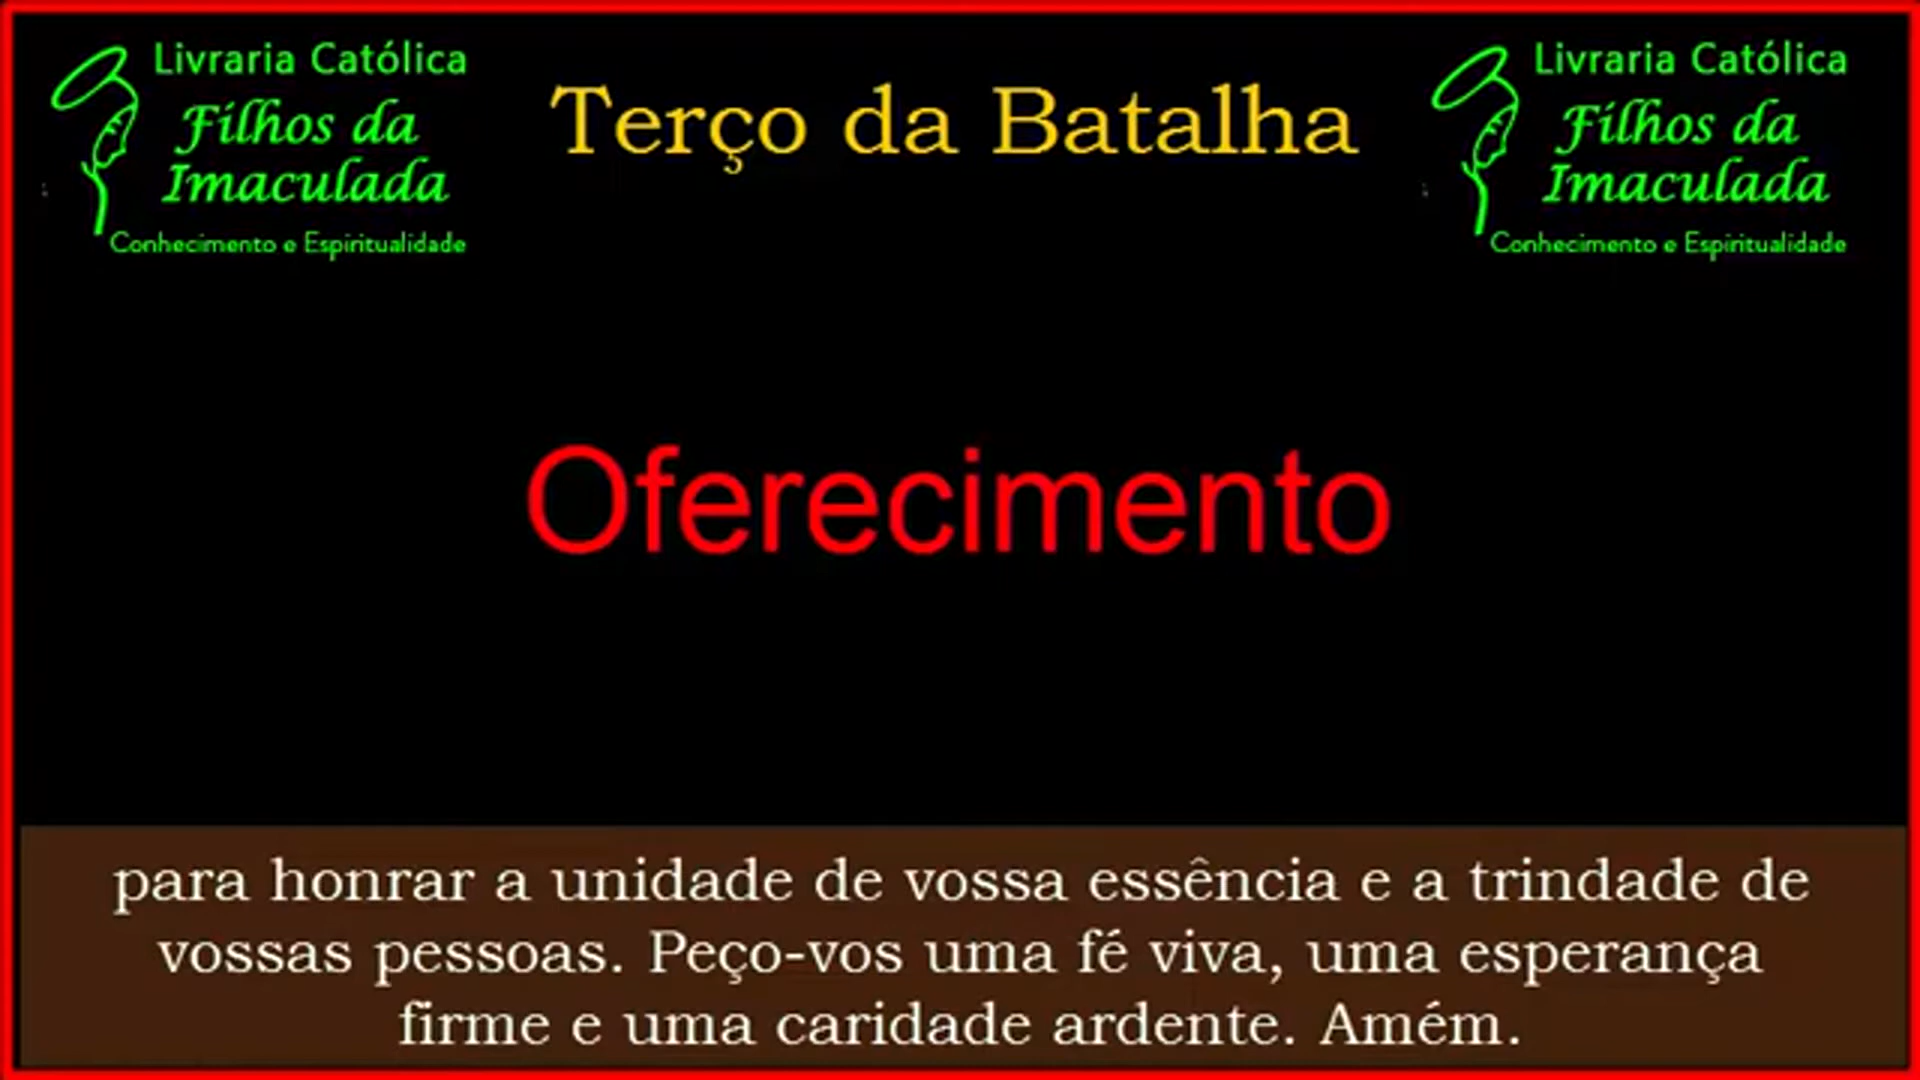 Livraria Católica
Filhos da
Imaculada
Conhecimento e Espiritualidade
Terço da Batalha
Livraria Católica
Filhos da
Imaculada
Conhecimento e Espiritualidade
Oferecimento
para honrar a unidade de vossa essência e a trindade de
vossas pessoas. Peço-vos uma fé viva, uma esperança
firme e uma caridade ardente. Amém.